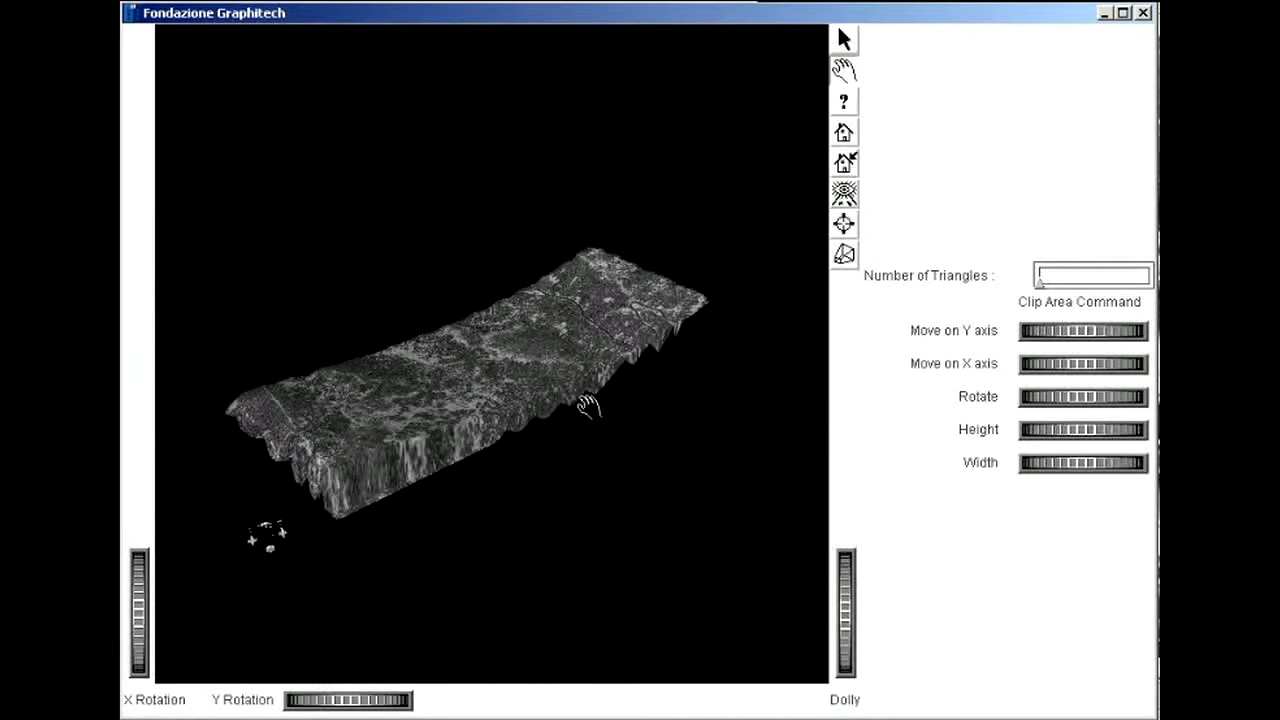 Fondazione Graphitech
?
Number of Triangles :
Clip Area Command
Move on Y axis
Move on X axis
Rotate
Height
Width
X Rotation
Y Rotation
Dolly